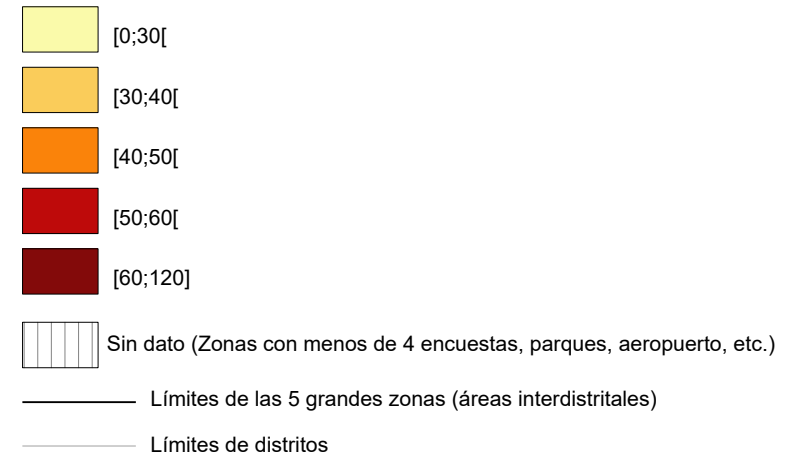 [0;30[
[30;40[
[40;50[
[50;60[
[60;120]
Sin dato (Zonas con menos de 4 encuestas, parques, aeropuerto, etc.)
Límites de las 5 grandes zonas (áreas interdistritales)
Límites de distritos